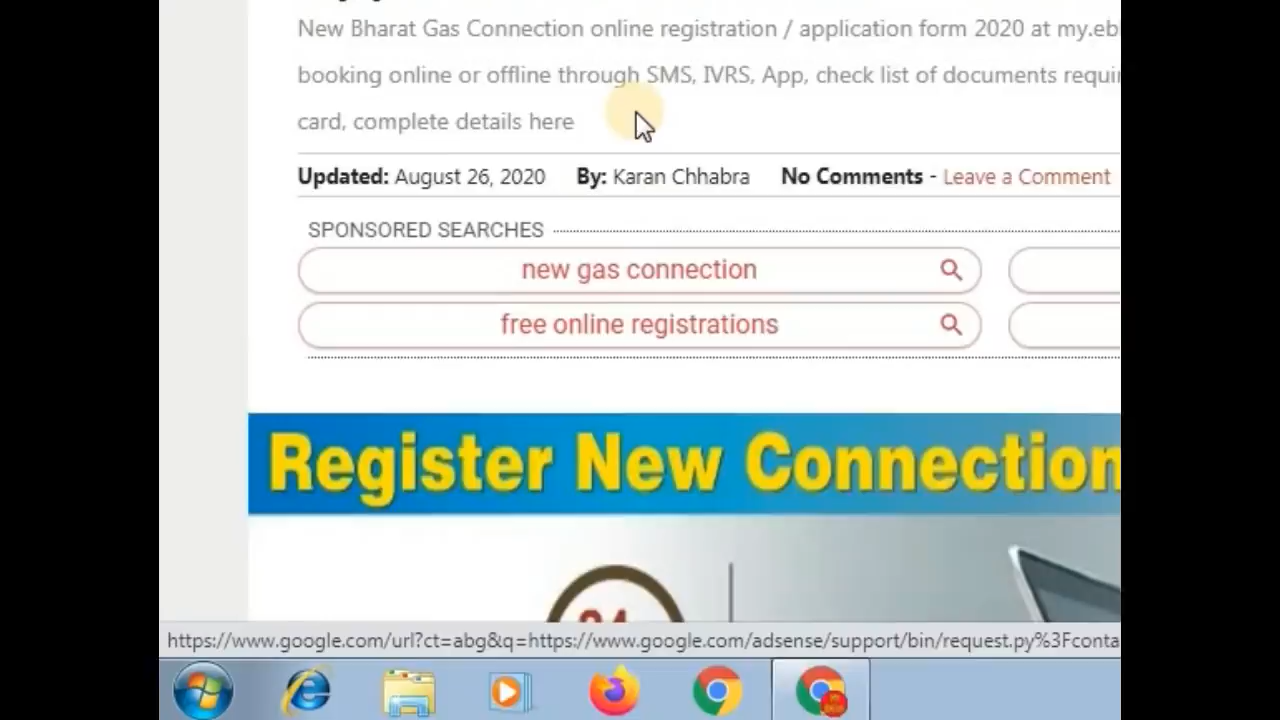 New Bharat Gas Connection online registration / application form 2020 at my.eb
booking online or offline through SMS, IVRS, App, check list of documents requi
card, complete details here
Updated: August 26, 2020 By: Karan Chhabra No Comments - Leave a Comment
SPONSORED SEARCHES
new gas connection
free online registrations
Register New Connection
https://www.google.com/url?ct=abg&q=https://www.google.com/adsense/support/bin/request.py%3Fconta